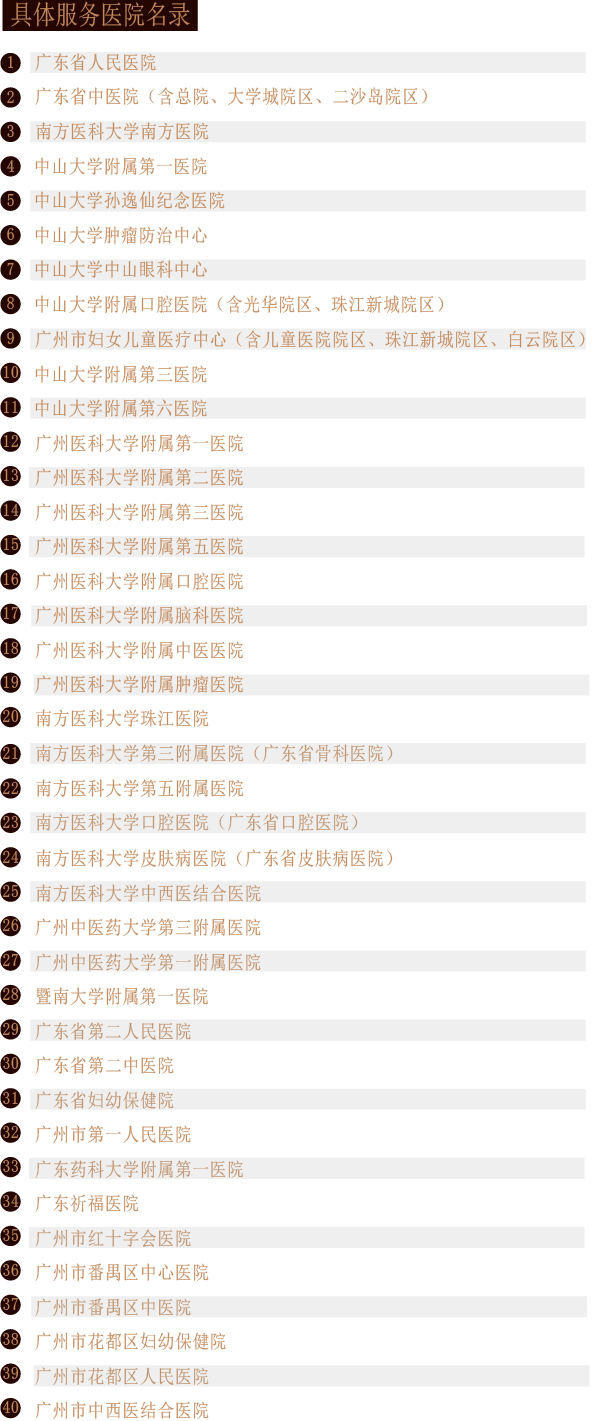 具体服务医院名录
1 广东省人民医院
2 广东省中医院（含总院、大学城院区、二沙岛院区）
3 南方医科大学南方医院
4 中山大学附属第一医院
5 中山大学孙逸仙纪念医院
6 中山大学肿瘤防治中心
7 中山大学中山眼科中心
8 中山大学附属口腔医院（含光华院区、珠江新城院区）
9 广州市妇女儿童医疗中心（含儿童医院院区、珠江新城院区、白云院区）
10 中山大学附属第三医院
11 中山大学附属第六医院
12 广州医科大学附属第一医院
13 广州医科大学附属第二医院
14 广州医科大学附属第三医院
15 广州医科大学附属第五医院
16 广州医科大学附属口腔医院
17 广州医科大学附属脑科医院
18 广州医科大学附属中医医院
19 广州医科大学附属肿瘤医院
20 南方医科大学珠江医院
21 南方医科大学第三附属医院（广东省骨科医院）
22 南方医科大学第五附属医院
23 南方医科大学口腔医院（广东省口腔医院）
24 南方医科大学皮肤病医院（广东省皮肤病医院）
25 南方医科大学中西医结合医院
26 广州中医药大学第三附属医院
27 广州中医药大学第一附属医院
28 暨南大学附属第一医院
29 广东省第二人民医院
30 广东省第二中医院
31 广东省妇幼保健院
32 广州市第一人民医院
33 广东药科大学附属第一医院
34 广东祈福医院
35 广州市红十字会医院
36 广州市番禺区中心医院
37 广州市番禺区中医院
38 广州市花都区妇幼保健院
39 广州市花都区人民医院
40 广州市中西医结合医院